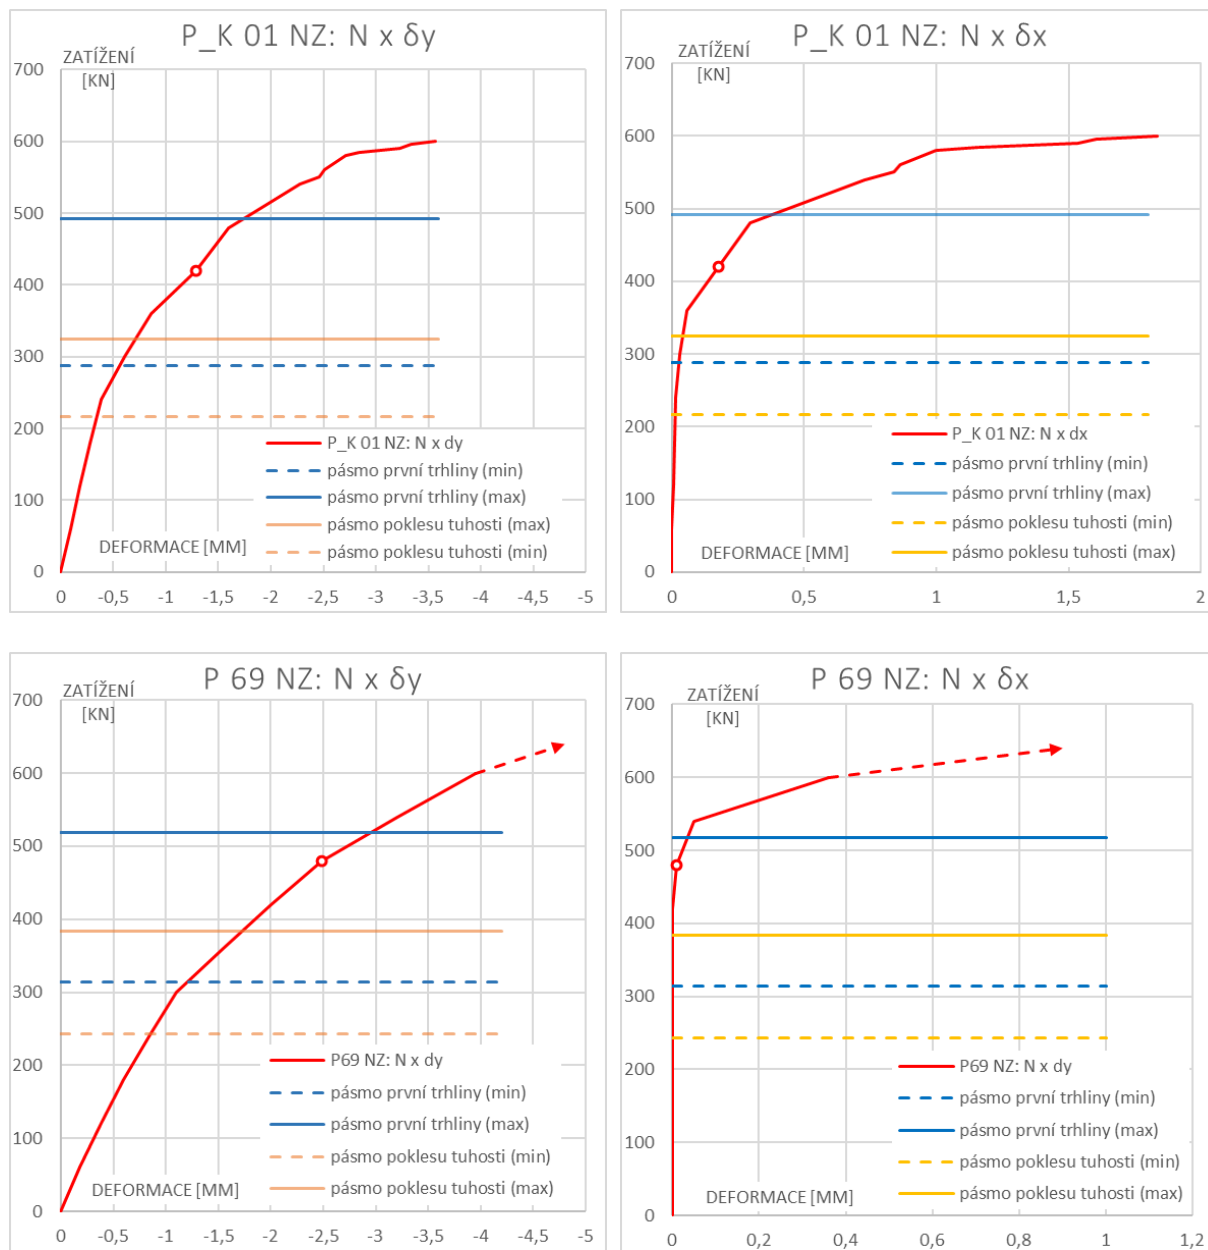 P_K 01 NZ: N x δy
ZATÍŽENÍ
[KN]
700
600
500
400
300
200
100
0
P_K 01 NZ: N x dy
pásmo první trhliny (min)
pásmo první trhliny (max)
pásmo poklesu tuhosti (max)
pásmo poklesu tuhosti (min)
DEFORMACE [MM]
0 -0,5 -1 -1,5 -2 -2,5 -3 -3,5 -4 -4,5 -5
P_K 01 NZ: N x δx
ZATÍŽENÍ
[KN]
700
600
500
400
300
200
100
0
P_K 01 NZ: N x dx
pásmo první trhliny (min)
pásmo první trhliny (max)
pásmo poklesu tuhosti (min)
pásmo poklesu tuhosti (max)
DEFORMACE [MM]
0 0,5 1 1,5 2
P 69 NZ: N x δy
ZATÍŽENÍ
[KN]
700
600
500
400
300
200
100
0
P69 NZ: N x dy
pásmo první trhliny (min)
pásmo první trhliny (max)
pásmo poklesu tuhosti (min)
pásmo poklesu tuhosti (max)
DEFORMACE [MM]
0 -0,5 -1 -1,5 -2 -2,5 -3 -3,5 -4 -4,5 -5
P 69 NZ: N x δx
ZATÍŽENÍ
[KN]
700
600
500
400
300
200
100
0
P69 NZ: N x dy
pásmo první trhliny (min)
pásmo první trhliny (max)
pásmo poklesu tuhosti (min)
pásmo poklesu tuhosti (max)
DEFORMACE [MM]
0 0,2 0,4 0,6 0,8 1 1,2